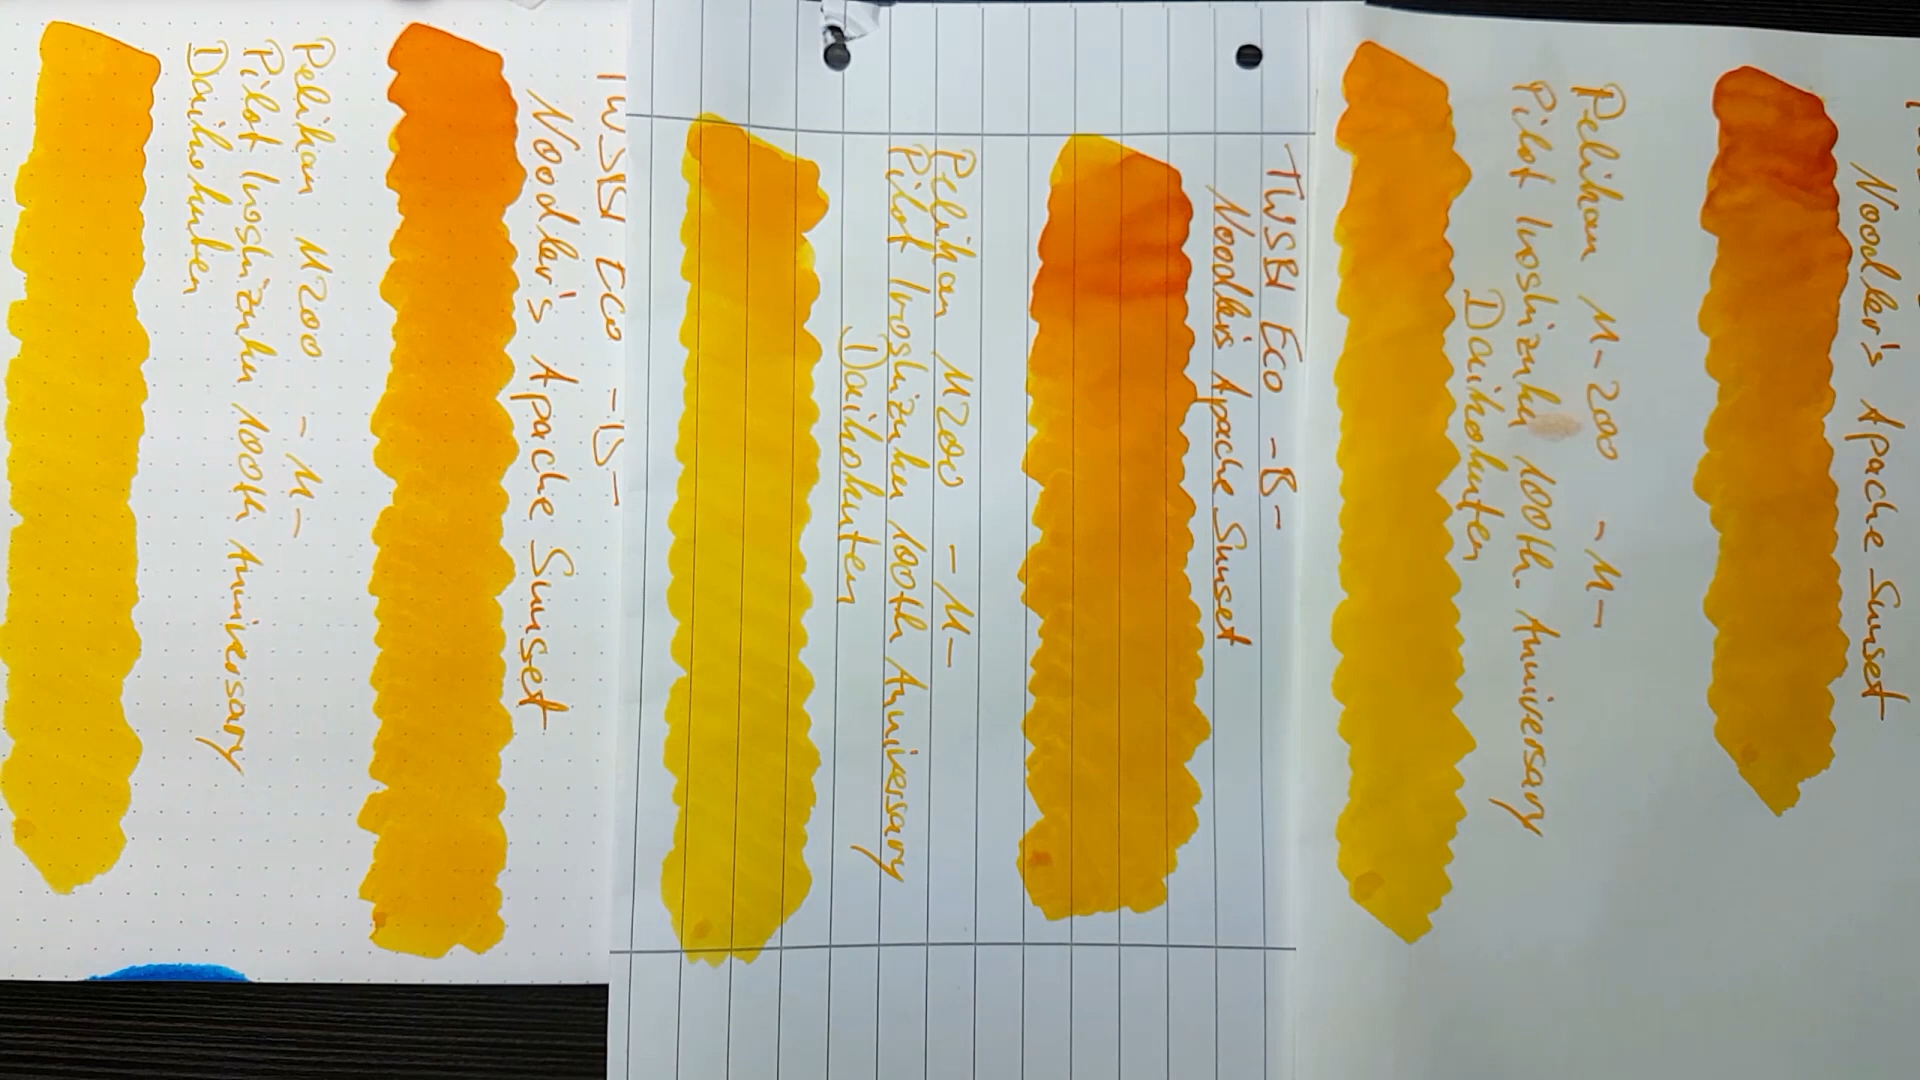 TWSBI Eco -B-
Noodler's Apache Sunset
Pelikan M200 -M-
Pilot Iroshizuku 100th Anniversary
Daikokuten
TWSBI Eco -B-
Noodler's Apache Sunset
Pelikan M200 -M-
Pilot Iroshizuku 100th Anniversary
Daikokuten
Noodler's Apache Sunset
Pelikan M-200 -M-
Pilot Iroshizuku 100th. Anniversary
Daikokuten